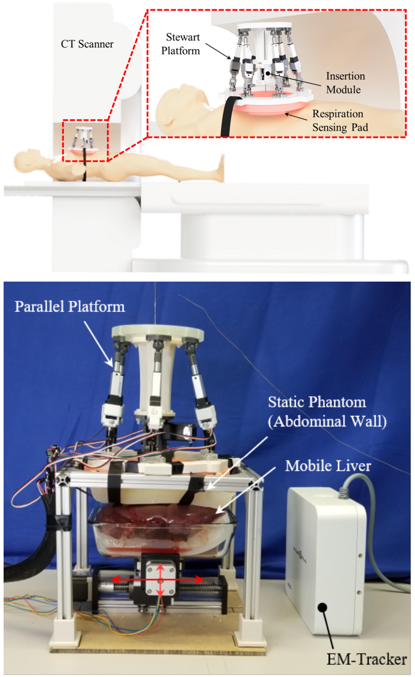 CT Scanner
Stewart
Platform
Insertion
Module
Respiration
Sensing Pad
Parallel Platform
Static Phantom
(Abdominal Wall)
Mobile Liver
EM-Tracker